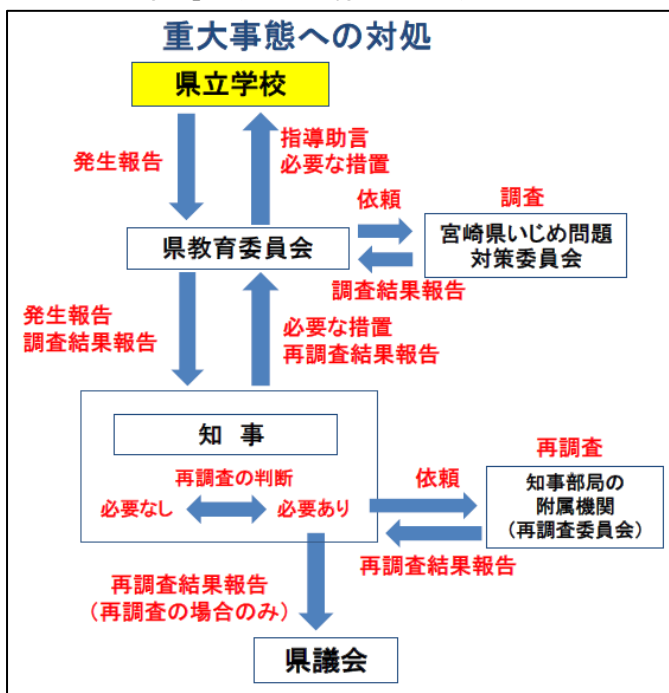 重大事態への対処
県立学校
発生報告
指導助言
必要な措置
依頼
調査
県教育委員会
宮崎県いじめ問題
対策委員会
調査結果報告
発生報告
調査結果報告
必要な措置
再調査結果報告
知 事
再調査の判断
必要なし
必要あり
依頼
再調査
知事部局の
附属機関
(再調査委員会)
再調査結果報告
再調査結果報告
(再調査の場合のみ)
県議会